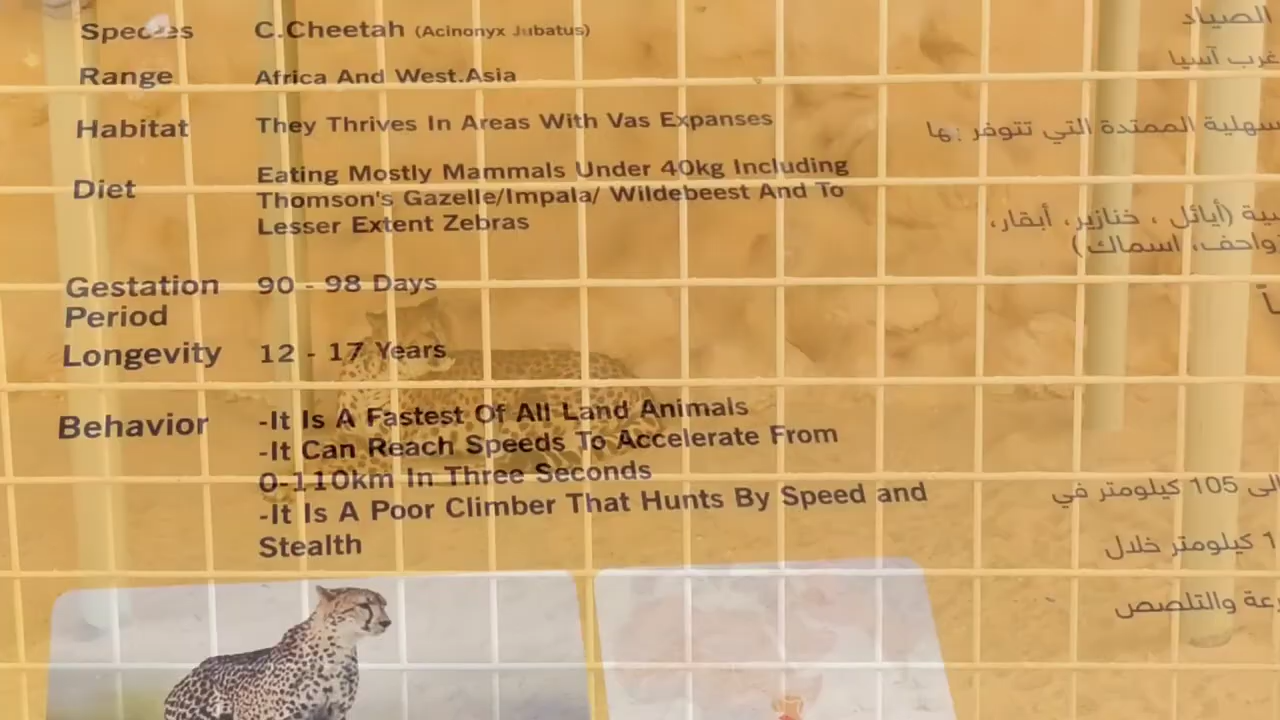 Species C.Cheetah (Acinonyx Jubatus)
Range Africa And West.Asia
Habitat They Thrives In Areas With Vas Expanses
Diet Eating Mostly Mammals Under 40kg Including
Thomson's Gazelle/Impala/ Wildebeest And To
Lesser Extent Zebras
Gestation Period 90 - 98 Days
Longevity 12 - 17 Years
Behavior -It Is A Fastest Of All Land Animals
-It Can Reach Speeds To Accelerate From
0-110km In Three Seconds
-It Is A Poor Climber That Hunts By Speed and
Stealth
الصياد
غرب آسيا
سهلية الممتدة التي تتوفر بها
(أيائل ، خنازير، أبقار،
اسماك)
105 كيلومتر في
كيلومتر خلال
والتلصص